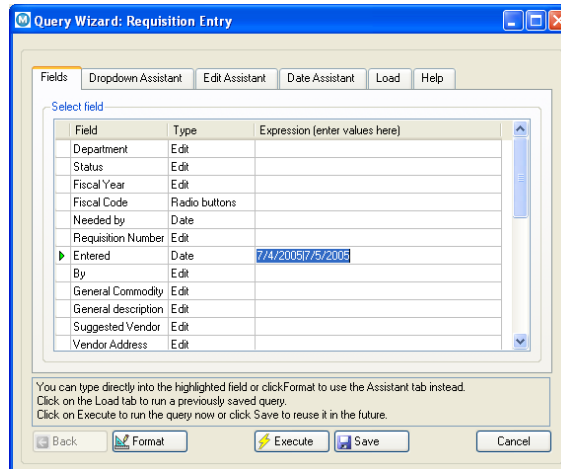 Query Wizard: Requisition Entry
Fields Dropdown Assistant Edit Assistant Date Assistant Load Help
Select field
Field Type Expression (enter values here)
Department Edit
Status Edit
Fiscal Year Edit
Fiscal Code Radio buttons
Needed by Date
Requisition Number Edit
Entered Date 7/4/2005|7/5/2005
By Edit
General Commodity Edit
General description Edit
Suggested Vendor Edit
Vendor Address Edit
You can type directly into the highlighted field or clickFormat to use the Assistant tab instead.
Click on the Load tab to run a previously saved query.
Click on Execute to run the query now or click Save to reuse it in the future.
Back Format Execute Save Cancel